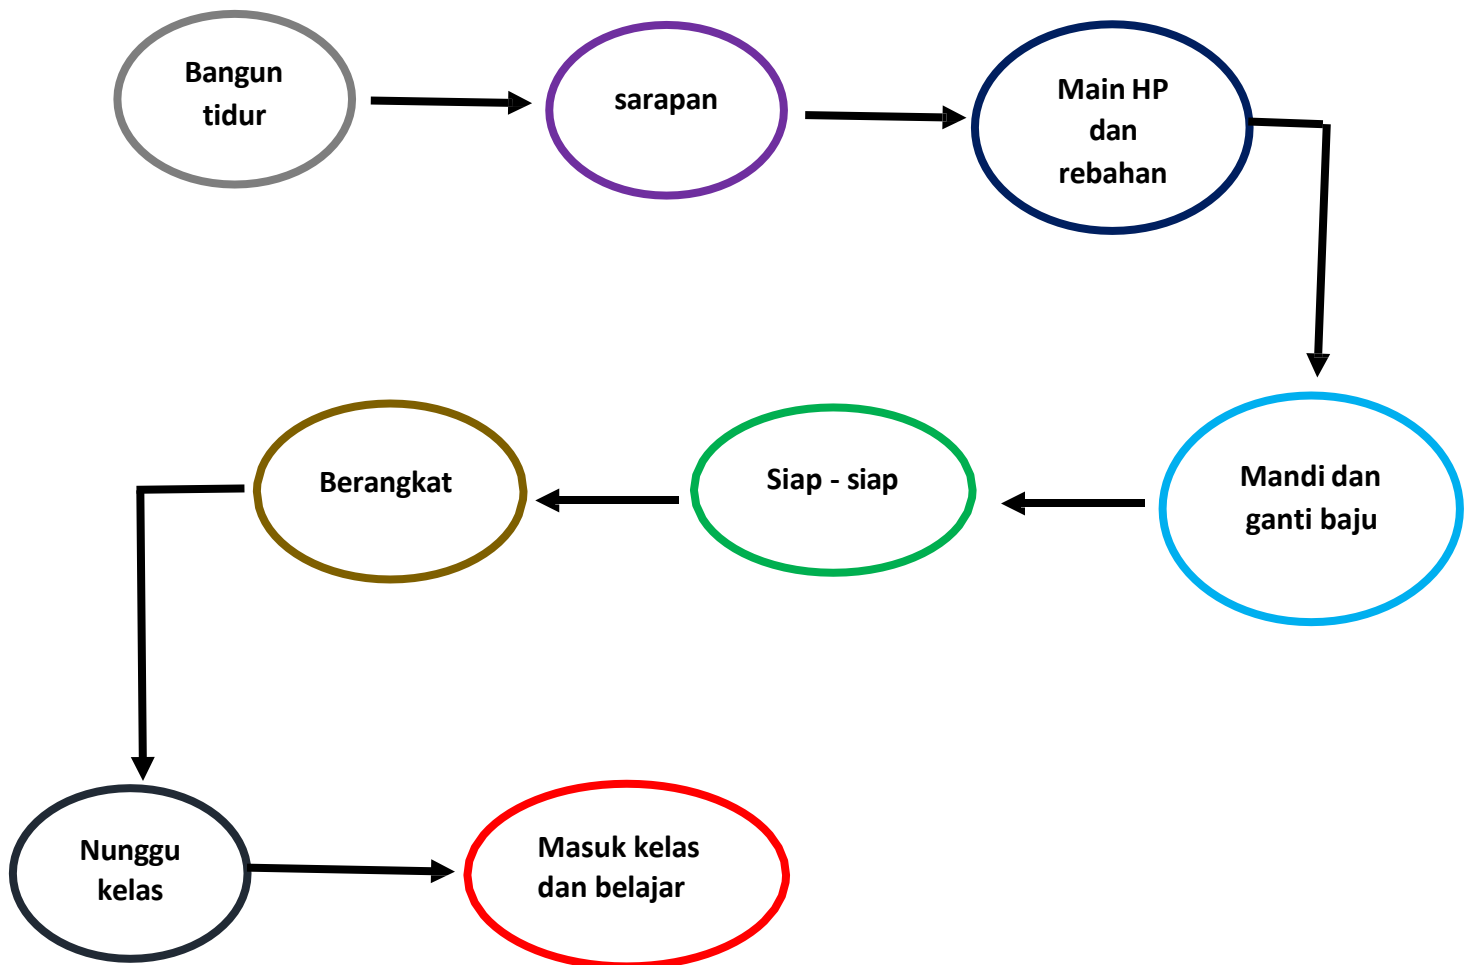 Bangun
tidur
sarapan
Main HP
dan
rebahan
Mandi dan
ganti baju
Siap - siap
Berangkat
Nunggu
kelas
Masuk kelas
dan belajar